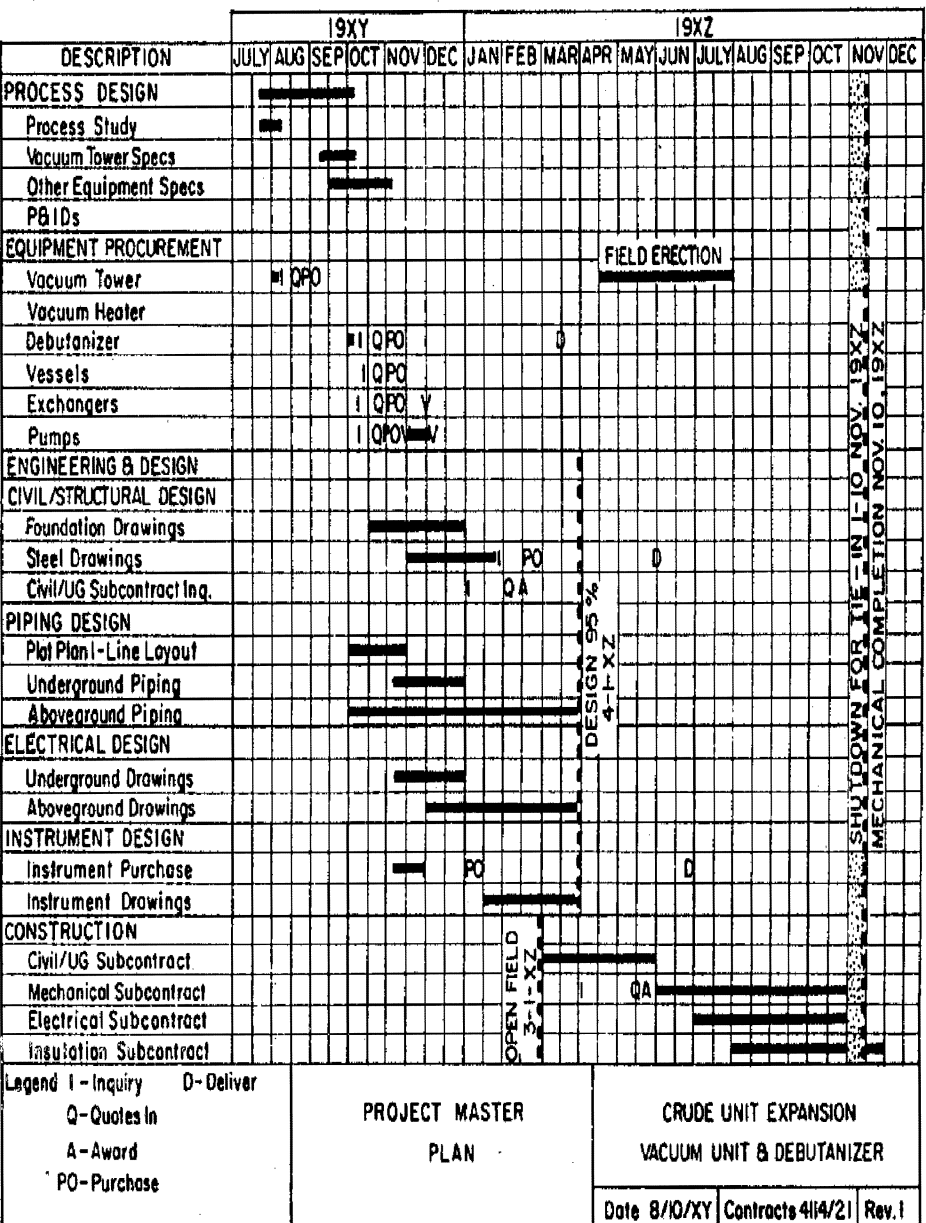 19XY 19XZ
DESCRIPTION JULY AUG SEP OCT NOV DEC JAN FEB MAR APR MAY JUN JULY AUG SEP OCT NOV DEC
PROCESS DESIGN
Process Study
Vacuum Tower Specs
Other Equipment Specs
P&IDs
EQUIPMENT PROCUREMENT
FIELD ERECTION
Vacuum Tower I Q PO
Vacuum Heater
Debutanizer I Q PO D
Vessels I Q PO
Exchangers I Q PO V
Pumps I Q PO V V
ENGINEERING & DESIGN
CIVIL/STRUCTURAL DESIGN
Foundation Drawings
Steel Drawings I PO D
Civil/UG Subcontract Inq. I Q A
PIPING DESIGN
Plot Plan I-Line Layout
Underground Piping
Aboveground Piping
ELECTRICAL DESIGN
Underground Drawings
Aboveground Drawings
INSTRUMENT DESIGN
Instrument Purchase PO D
Instrument Drawings
CONSTRUCTION
Civil/UG Subcontract
Mechanical Subcontract I Q A
Electrical Subcontract
Insulation Subcontract
OPEN FIELD
3-1-XZ
DESIGN 95%
4-1-XZ
SHUTDOWN FOR TIE-IN 1-10 NOV. 19XZ
MECHANICAL COMPLETION NOV. 10, 19XZ
Legend I-Inquiry D-Deliver
Q-Quotes In
A-Award
PO-Purchase
PROJECT MASTER
PLAN
CRUDE UNIT EXPANSION
VACUUM UNIT & DEBUTANIZER
Date 8/10/XY Contracts 4114/21 Rev. 1